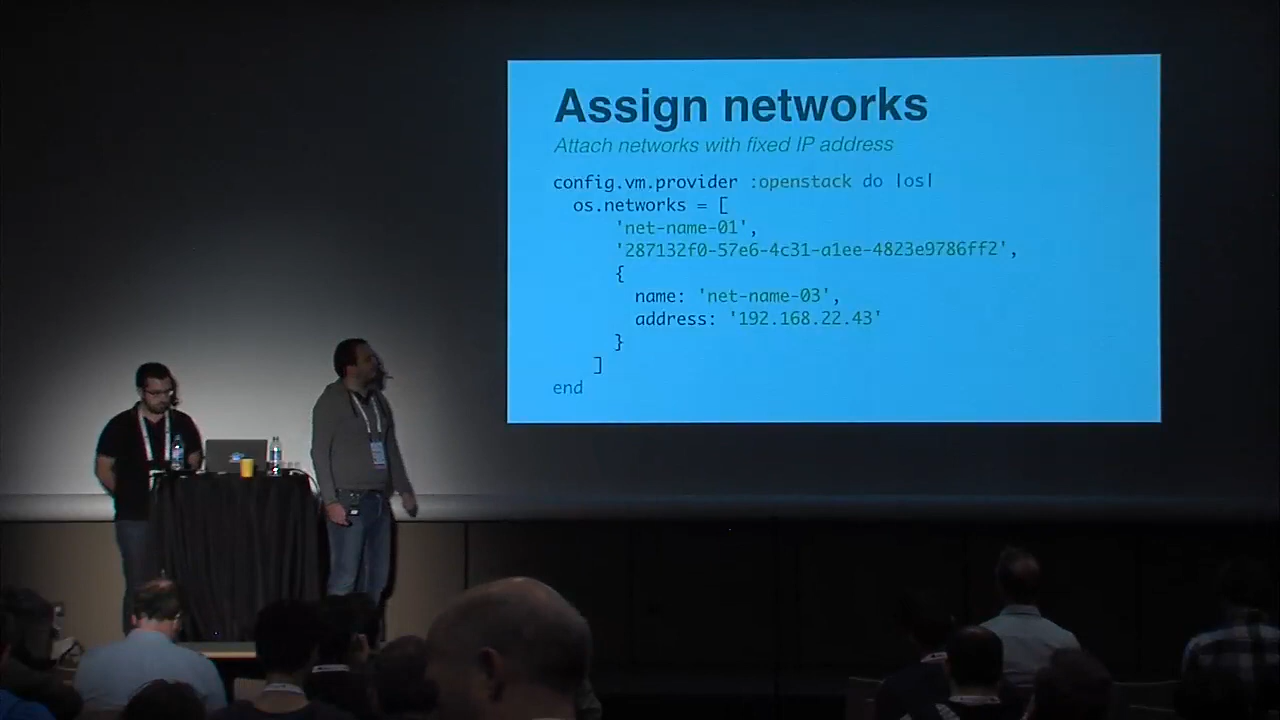 Assign networks
Attach networks with fixed IP address
config.vm.provider :openstack do |os|
os.networks = [
'net-name-01',
'287132f0-57e6-4c31-a1ee-4823e9786ff2',
{
name: 'net-name-03',
address: '192.168.22.43'
}
]
end